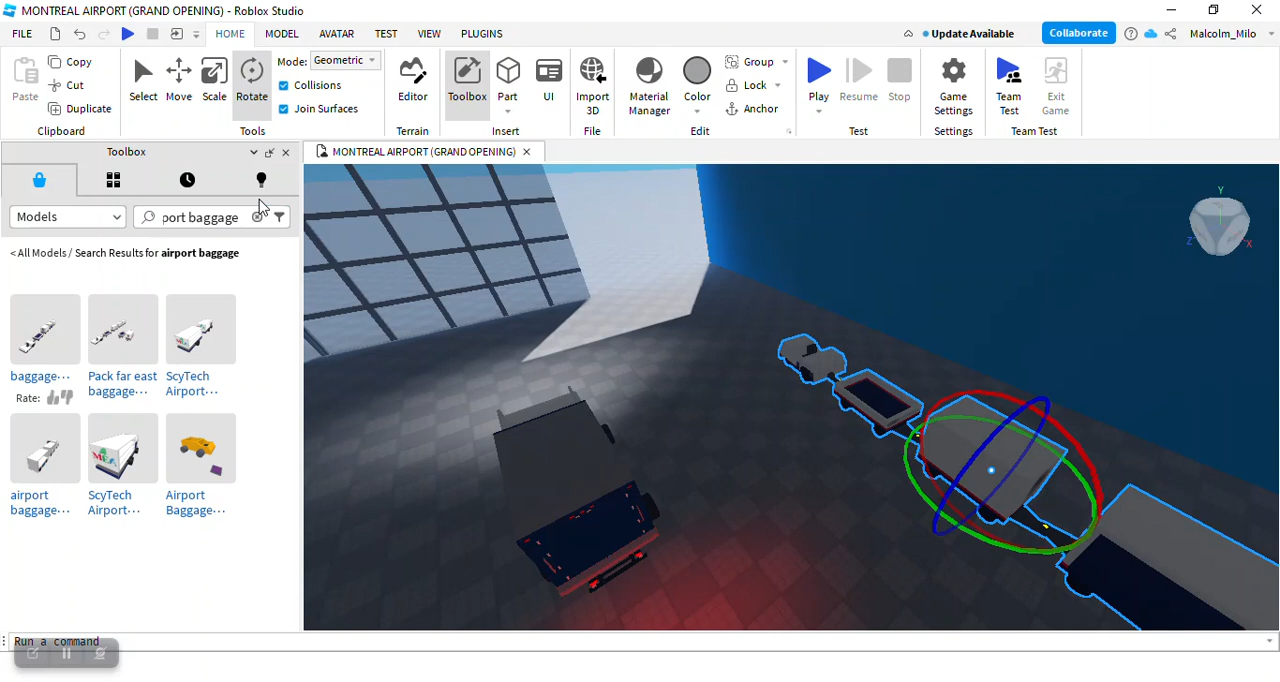 MONTREAL AIRPORT (GRAND OPENING) - Roblox Studio
FILE HOME MODEL AVATAR TEST VIEW PLUGINS Update Available Collaborate Malcolm_Milo
Paste Copy Cut Duplicate Clipboard
Select Move Scale Rotate Mode: Geometric Collisions Join Surfaces Tools
Editor Terrain
Toolbox Part UI Insert
Import 3D File
Material Manager Color Group Lock Anchor Edit
Play Resume Stop Test
Game Settings Settings
Team Test Exit Game Team Test
Toolbox
MONTREAL AIRPORT (GRAND OPENING)
Models port baggage
< All Models / Search Results for airport baggage
baggage···
Rate:
Pack far east baggage···
ScyTech Airport···
airport baggage···
ScyTech Airport···
Airport Baggage···
MEA
Y
Z
X
Run a command